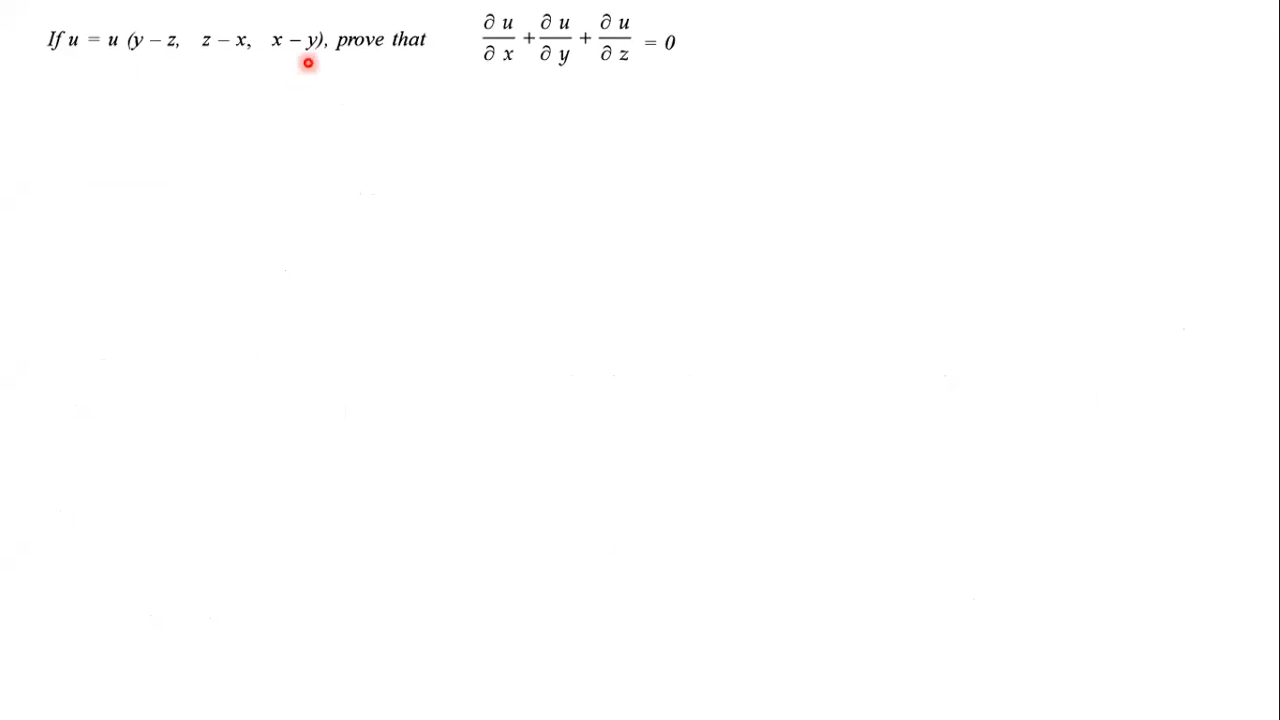 If u = u (y – z, z – x, x – y), prove that ∂u/∂x + ∂u/∂y + ∂u/∂z = 0